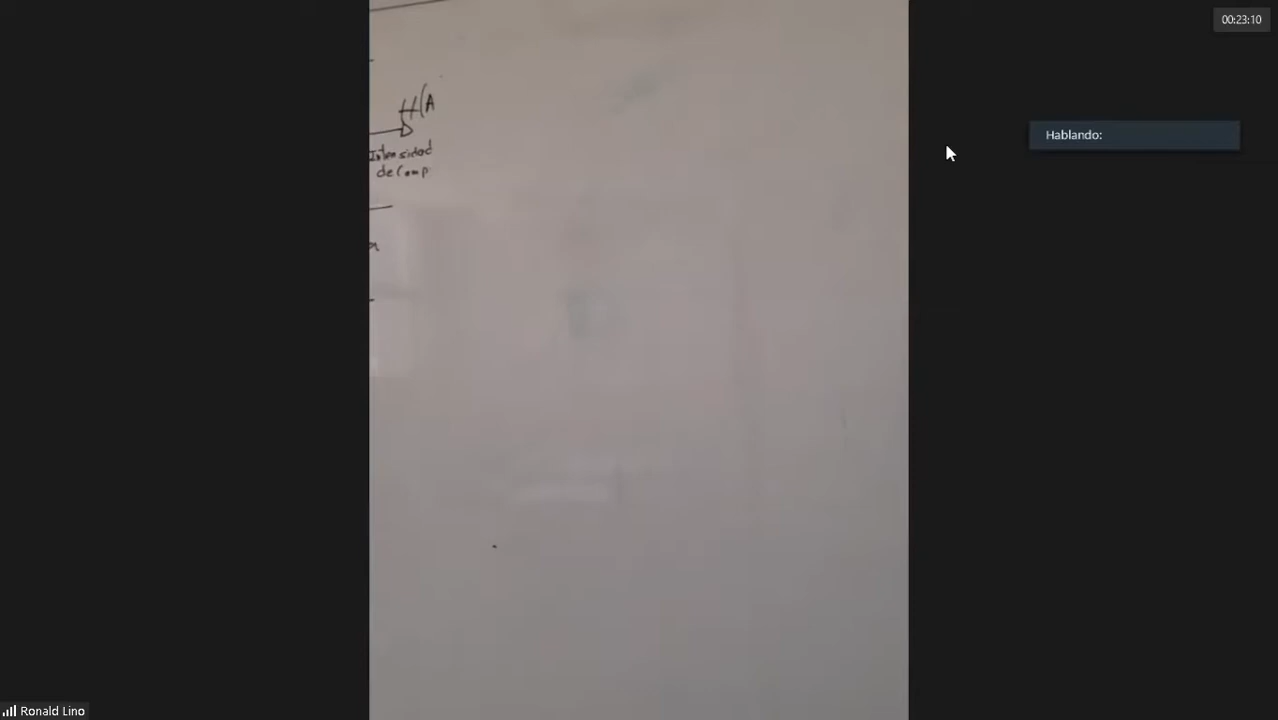 00:23:10
H(A
Hablando:
Intensidad
de Comp
Ronald Lino